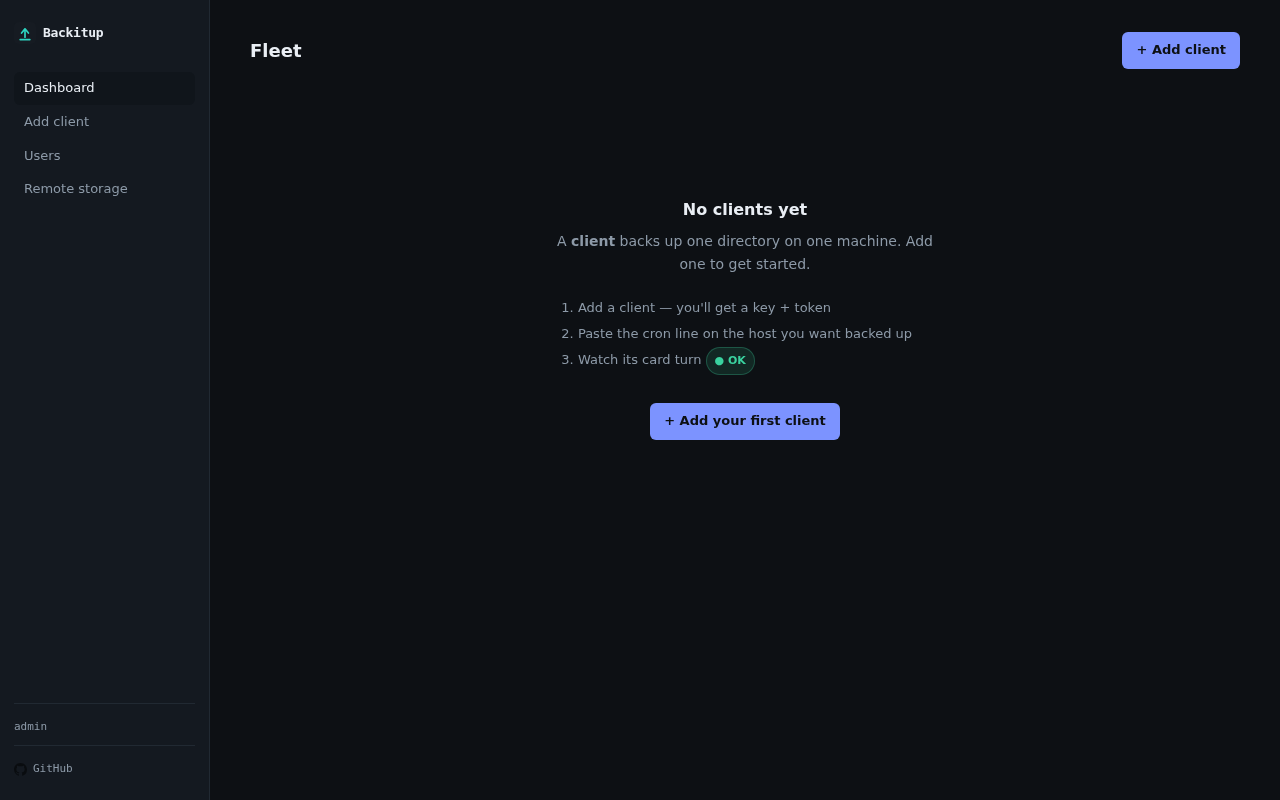 Backitup
Dashboard
Add client
Users
Remote storage
admin
GitHub
Fleet
+ Add client
No clients yet
A client backs up one directory on one machine. Add
one to get started.
1. Add a client — you'll get a key + token
2. Paste the cron line on the host you want backed up
3. Watch its card turn ● OK
+ Add your first client